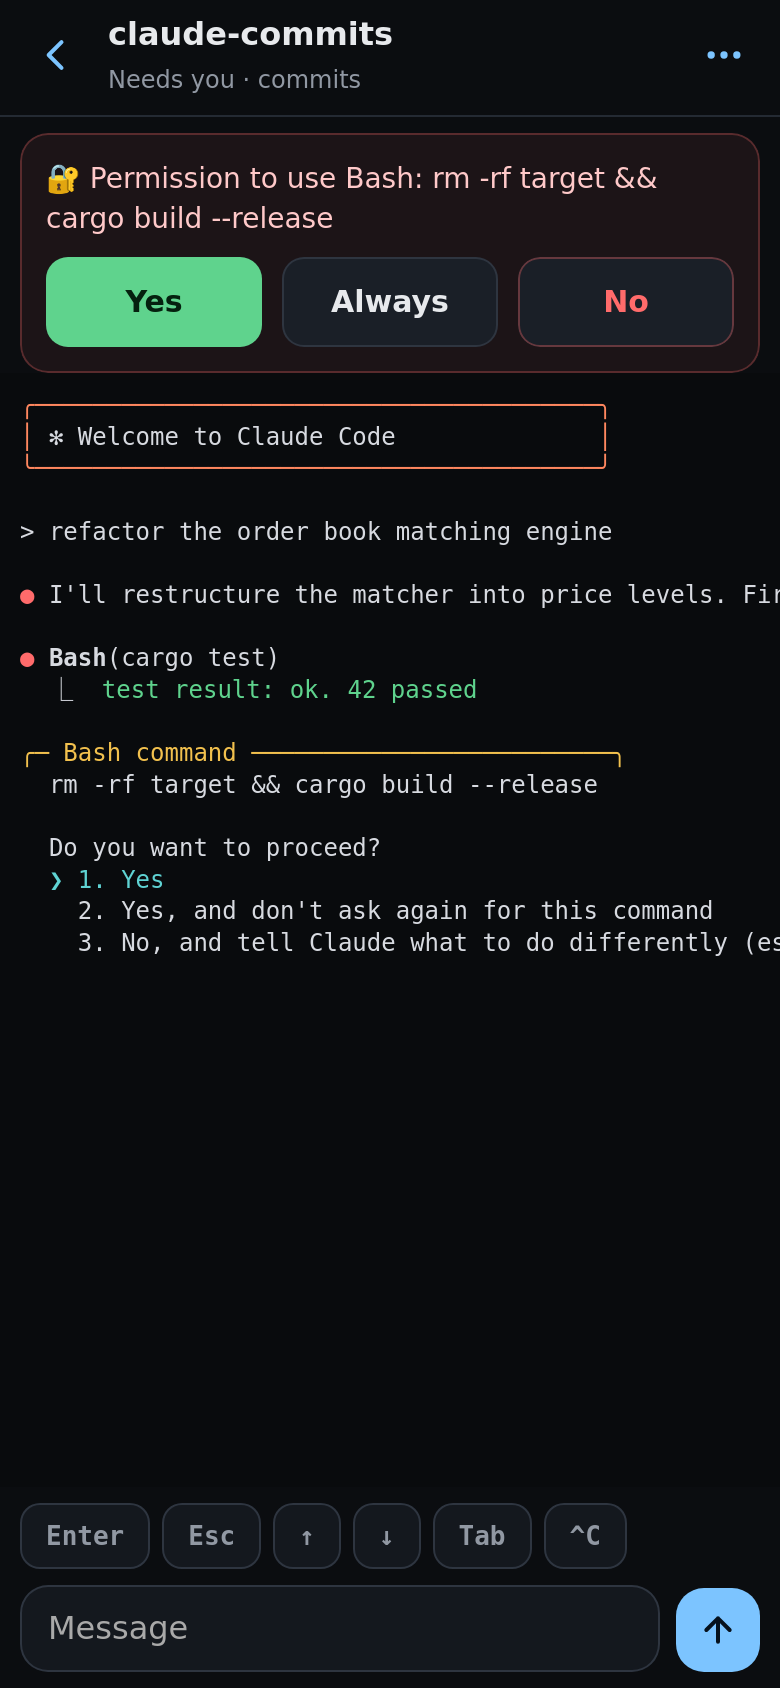 claude-commits
Needs you · commits
🔐 Permission to use Bash: rm -rf target &&
cargo build --release
Yes
Always
No
✻ Welcome to Claude Code
> refactor the order book matching engine
● I'll restructure the matcher into price levels. Fir
● Bash(cargo test)
⎿ test result: ok. 42 passed
Bash command
rm -rf target && cargo build --release
Do you want to proceed?
❯ 1. Yes
2. Yes, and don't ask again for this command
3. No, and tell Claude what to do differently (es
Enter
Esc
↑
↓
Tab
^C
Message